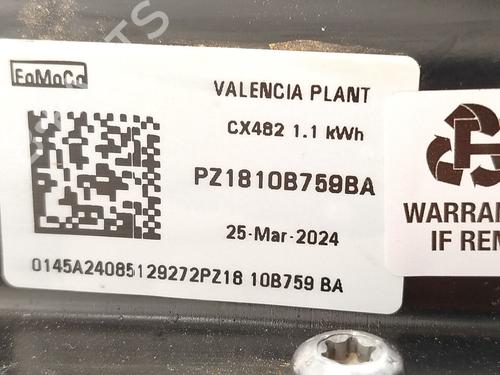 FoMoCo
VALENCIA PLANT
CX482 1.1 kWh
PZ1810B759BA
25-Mar-2024
0145A24085129272PZ18 10B759 BA
WARRAN
IF REM